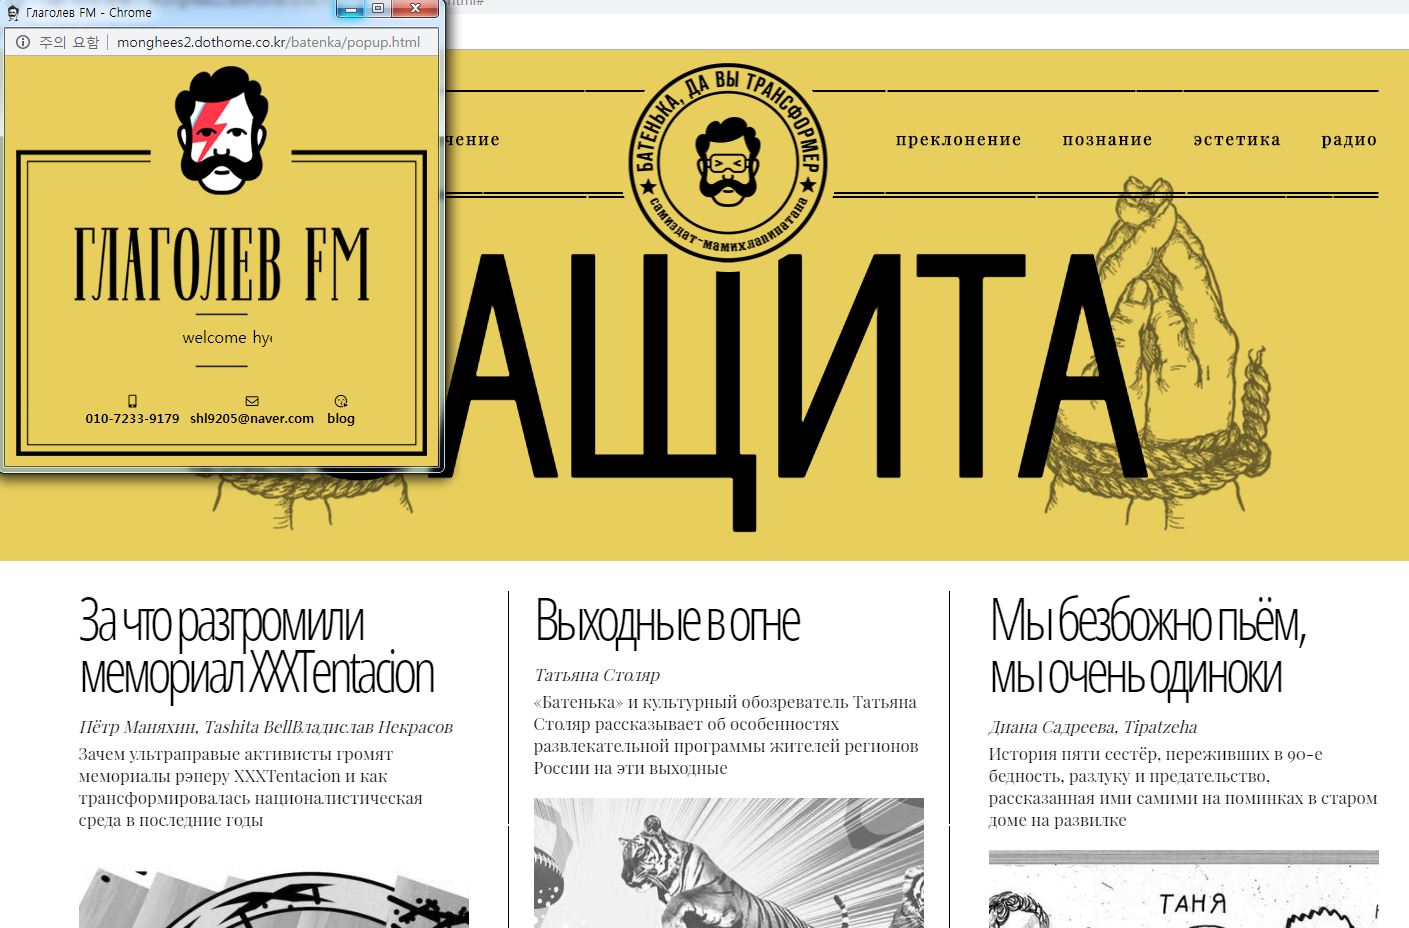 Глаголев FM - Chrome
주의 요함
monghees2.dothome.co.kr/batenka/popup.html
ГЛАГОЛЕВ FM
welcome
010-7233-9179 shl9205@naver.com blog
БАТЕНЬКА, ДА ВЫ ТРАНСФОРМЕР
самиздат-мамихлапинатана
преклонение познание эстетика радио
АЩИТА
За что разгромили
мемориал XXXTentacion
Пётр Маняхин, Tashita BellВладислав Некрасов
Зачем ультраправые активисты громят
мемориалы рэперу XXXTentacion и как
трансформировалась националистическая
среда в последние годы
Выходные в огне
Татьяна Столяр
«Батенька» и культурный обозреватель Татьяна
Столяр рассказывает об особенностях
развлекательной программы жителей регионов
России на эти выходные
Мы безбожно пьём,
мы очень одиноки
Диана Садреева, Tipatzeha
История пяти сестёр, переживших в 90-е
бедность, разлуку и предательство,
рассказанная ими самими на поминках в старом
доме на развилке
ТАНЯ